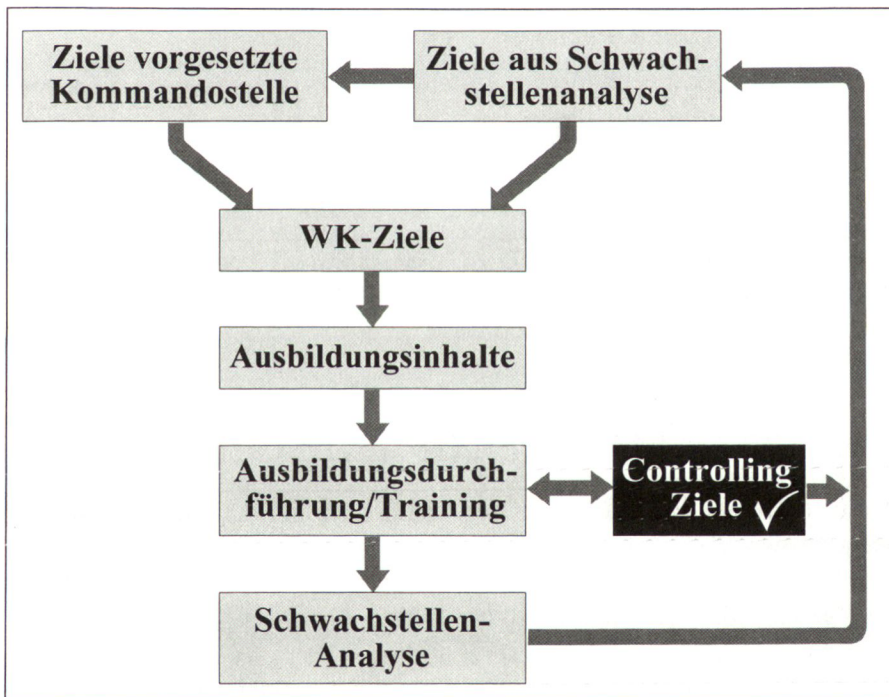 Ziele vorgesetzte
Kommandostelle
Ziele aus Schwach-
stellenanalyse
WK-Ziele
Ausbildungsinhalte
Ausbildungsdurch-
führung/Training
Controlling
Ziele ✓
Schwachstellen-
Analyse